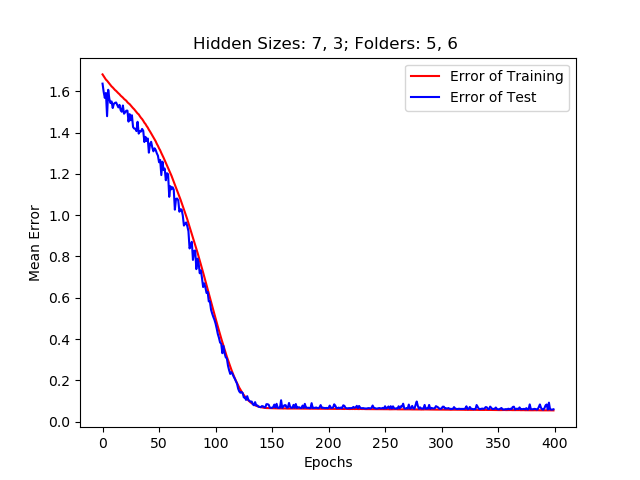 Hidden Sizes: 7, 3; Folders: 5, 6
Error of Training
Error of Test
Mean Error
1.6
1.4
1.2
1.0
0.8
0.6
0.4
0.2
0.0
0 50 100 150 200 250 300 350 400
Epochs